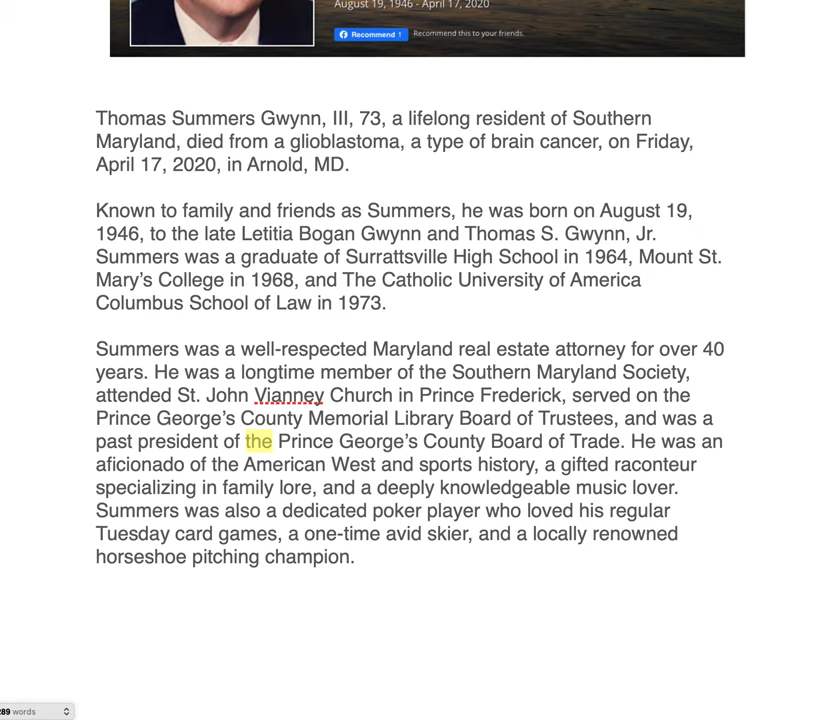 August 19, 1946 - April 17, 2020
Recommend 1 Recommend this to your friends.
Thomas Summers Gwynn, III, 73, a lifelong resident of Southern
Maryland, died from a glioblastoma, a type of brain cancer, on Friday,
April 17, 2020, in Arnold, MD.
Known to family and friends as Summers, he was born on August 19,
1946, to the late Letitia Bogan Gwynn and Thomas S. Gwynn, Jr.
Summers was a graduate of Surrattsville High School in 1964, Mount St.
Mary’s College in 1968, and The Catholic University of America
Columbus School of Law in 1973.
Summers was a well-respected Maryland real estate attorney for over 40
years. He was a longtime member of the Southern Maryland Society,
attended St. John Vianney Church in Prince Frederick, served on the
Prince George’s County Memorial Library Board of Trustees, and was a
past president of the Prince George’s County Board of Trade. He was an
aficionado of the American West and sports history, a gifted raconteur
specializing in family lore, and a deeply knowledgeable music lover.
Summers was also a dedicated poker player who loved his regular
Tuesday card games, a one-time avid skier, and a locally renowned
horseshoe pitching champion.
289 words